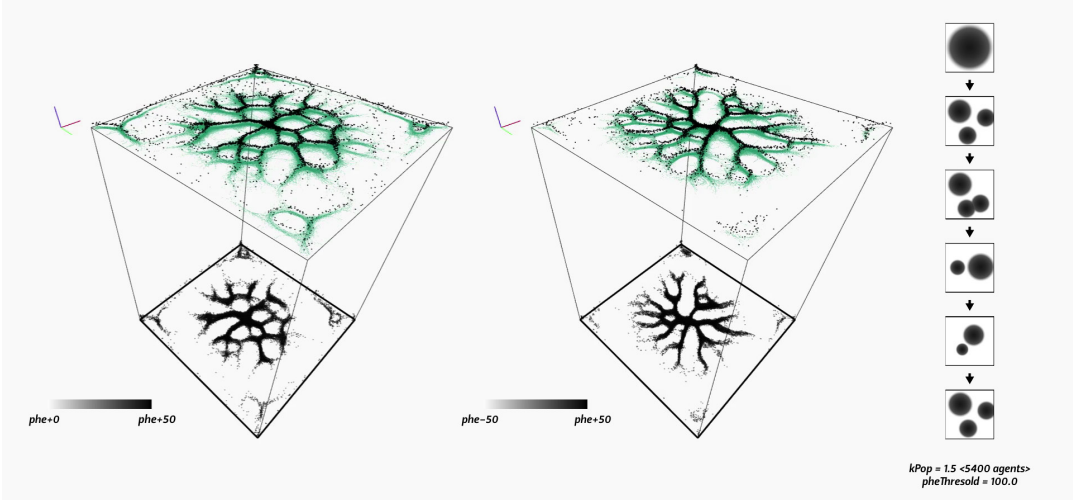 phe+0 phe+50
phe−50 phe+50
kPop = 1.5 <5400 agents>
pheThresold = 100.0